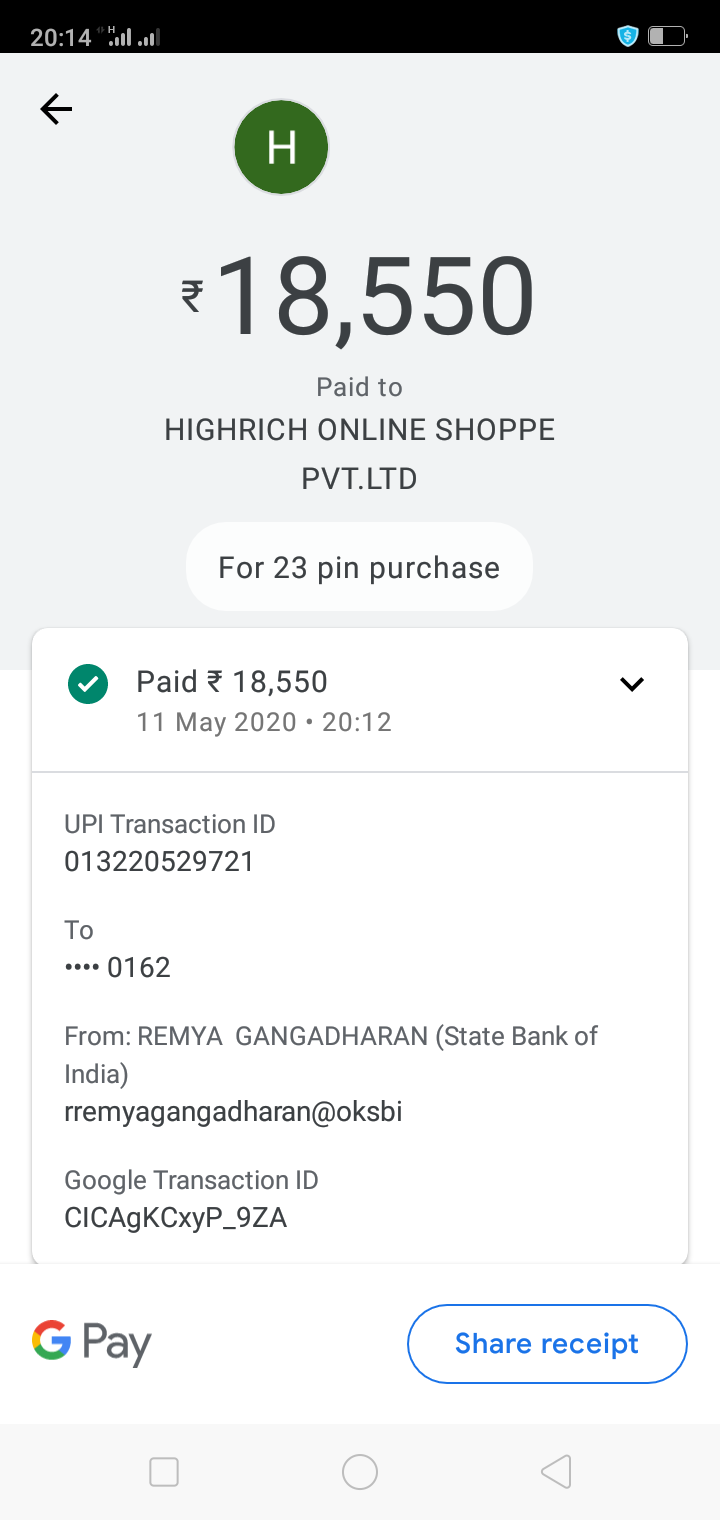 20:14 H
H
₹18,550
Paid to
HIGHRICH ONLINE SHOPPE
PVT.LTD
For 23 pin purchase
Paid ₹ 18,550
11 May 2020 • 20:12
UPI Transaction ID
013220529721
To
•••• 0162
From: REMYA GANGADHARAN (State Bank of
India)
rremyagangadharan@oksbi
Google Transaction ID
CICAgKCxyP_9ZA
G Pay
Share receipt